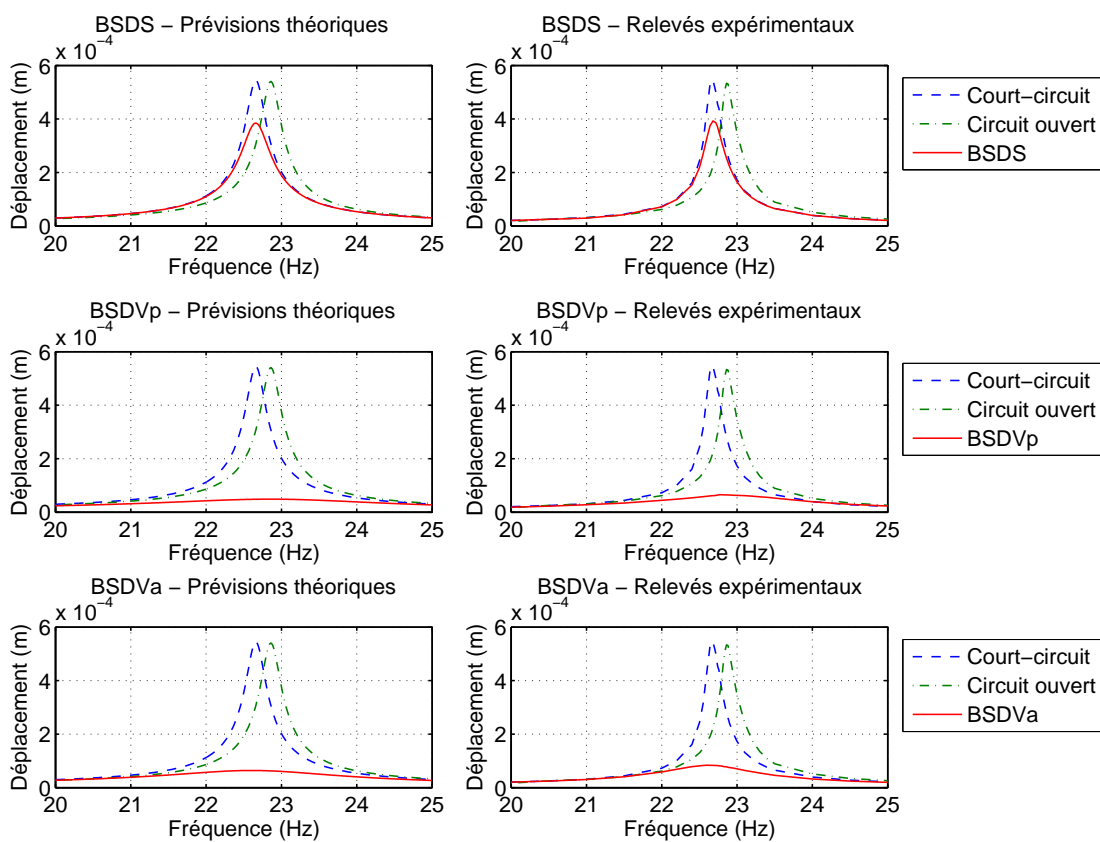 BSDS − Prévisions théoriques
x 10−4
Déplacement (m)
6
4
2
0
20 21 22 23 24 25
Fréquence (Hz)
BSDS − Relevés expérimentaux
x 10−4
Déplacement (m)
6
4
2
0
20 21 22 23 24 25
Fréquence (Hz)
Court−circuit
Circuit ouvert
BSDS
BSDVp − Prévisions théoriques
x 10−4
Déplacement (m)
6
4
2
0
20 21 22 23 24 25
Fréquence (Hz)
BSDVp − Relevés expérimentaux
x 10−4
Déplacement (m)
6
4
2
0
20 21 22 23 24 25
Fréquence (Hz)
Court−circuit
Circuit ouvert
BSDVp
BSDVa − Prévisions théoriques
x 10−4
Déplacement (m)
6
4
2
0
20 21 22 23 24 25
Fréquence (Hz)
BSDVa − Relevés expérimentaux
x 10−4
Déplacement (m)
6
4
2
0
20 21 22 23 24 25
Fréquence (Hz)
Court−circuit
Circuit ouvert
BSDVa